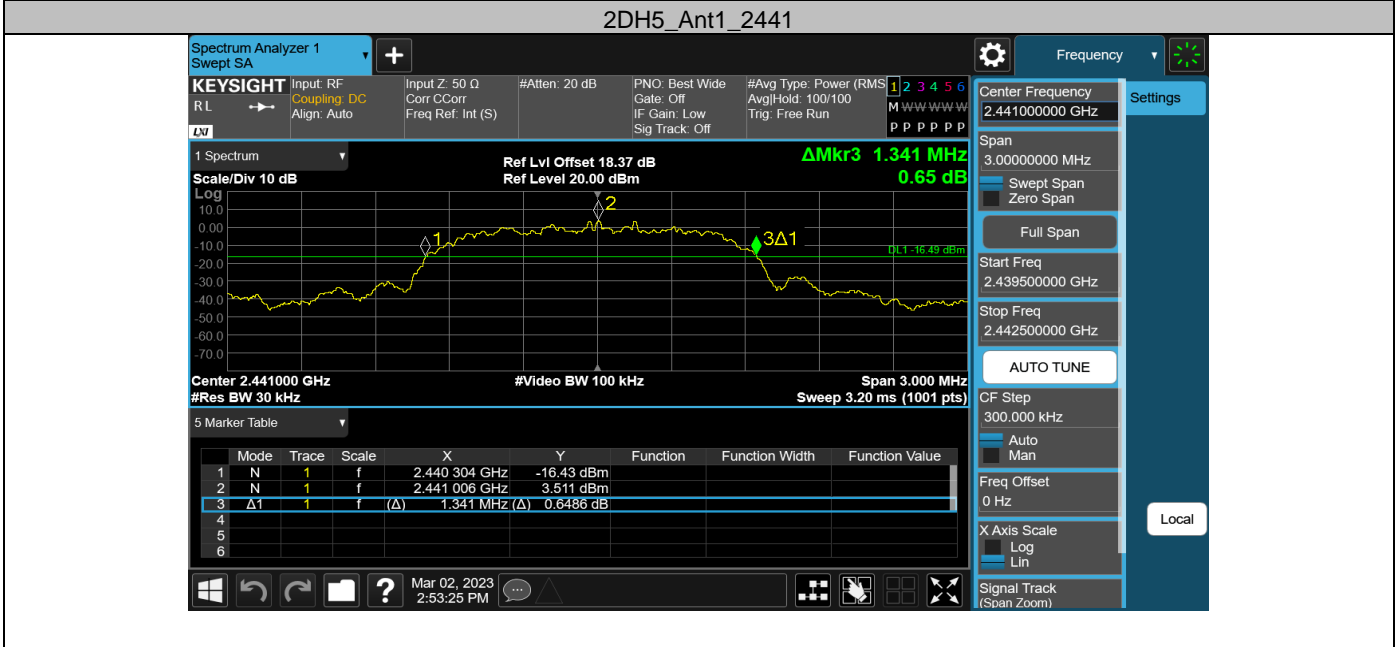 2DH5_Ant1_2441
Spectrum Analyzer 1
Swept SA
+
Frequency
KEYSIGHT
RL
LXI
Input: RF
Coupling: DC
Align: Auto
Input Z: 50 Ω
Corr CCorr
Freq Ref: Int (S)
#Atten: 20 dB
PNO: Best Wide
Gate: Off
IF Gain: Low
Sig Track: Off
#Avg Type: Power (RMS
Avg|Hold: 100/100
Trig: Free Run
1 2 3 4 5 6
M W W W W W
P P P P P P
1 Spectrum
Scale/Div 10 dB
Ref Lvl Offset 18.37 dB
Ref Level 20.00 dBm
ΔMkr3 1.341 MHz
0.65 dB
Log
10.0
0.00
-10.0
-20.0
-30.0
-40.0
-50.0
-60.0
-70.0
1
2
3Δ1
DL1 -16.49 dBm
Center 2.441000 GHz
#Video BW 100 kHz
Span 3.000 MHz
#Res BW 30 kHz
Sweep 3.20 ms (1001 pts)
5 Marker Table
Mode Trace Scale X Y Function Function Width Function Value
1 N 1 f 2.440 304 GHz -16.43 dBm
2 N 1 f 2.441 006 GHz 3.511 dBm
3 Δ1 1 f (Δ) 1.341 MHz (Δ) 0.6486 dB
4
5
6
Mar 02, 2023
2:53:25 PM
?
Center Frequency
2.441000000 GHz
Settings
Span
3.00000000 MHz
Swept Span
Zero Span
Full Span
Start Freq
2.439500000 GHz
Stop Freq
2.442500000 GHz
AUTO TUNE
CF Step
300.000 kHz
Auto
Man
Freq Offset
0 Hz
Local
X Axis Scale
Log
Lin
Signal Track
(Span Zoom)